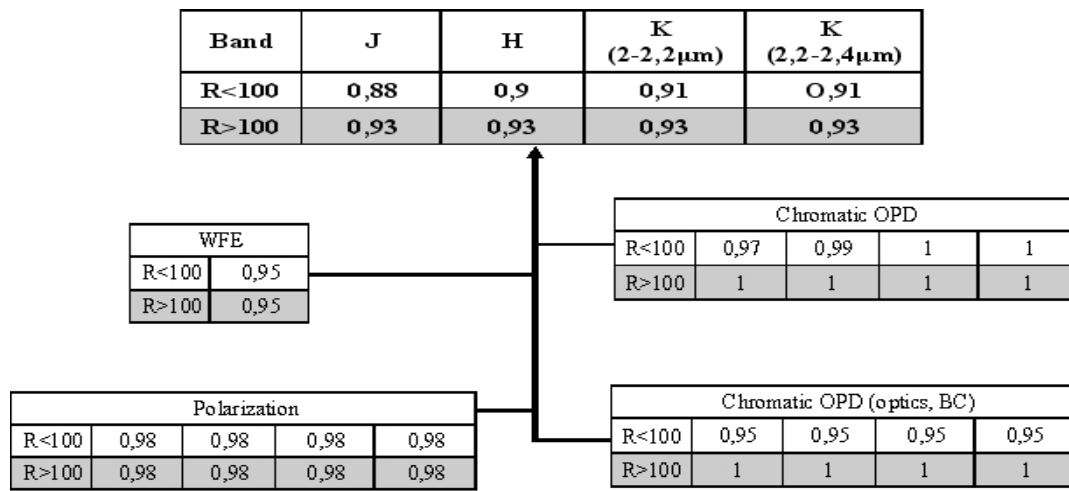 Band J H K (2-2,2µm) K (2,2-2,4µm)
R<100 0,88 0,9 0,91 O,91
R>100 0,93 0,93 0,93 0,93
Chromatic OPD
R<100 0,97 0,99 1 1
R>100 1 1 1 1
WFE
R<100 0,95
R>100 0,95
Polarization
R<100 0,98 0,98 0,98 0,98
R>100 0,98 0,98 0,98 0,98
Chromatic OPD (optics, BC)
R<100 0,95 0,95 0,95 0,95
R>100 1 1 1 1